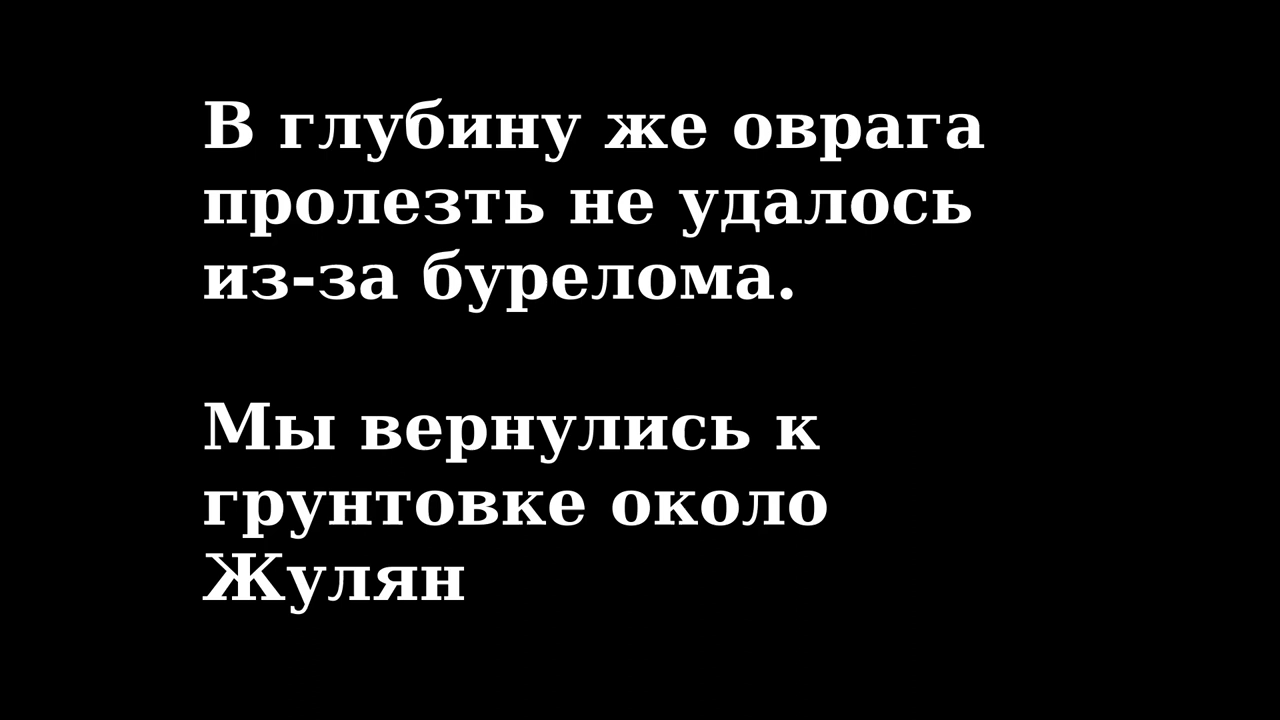 В глубину же оврага
пролезть не удалось
из-за бурелома.
Мы вернулись к
грунтовке около
Жулян